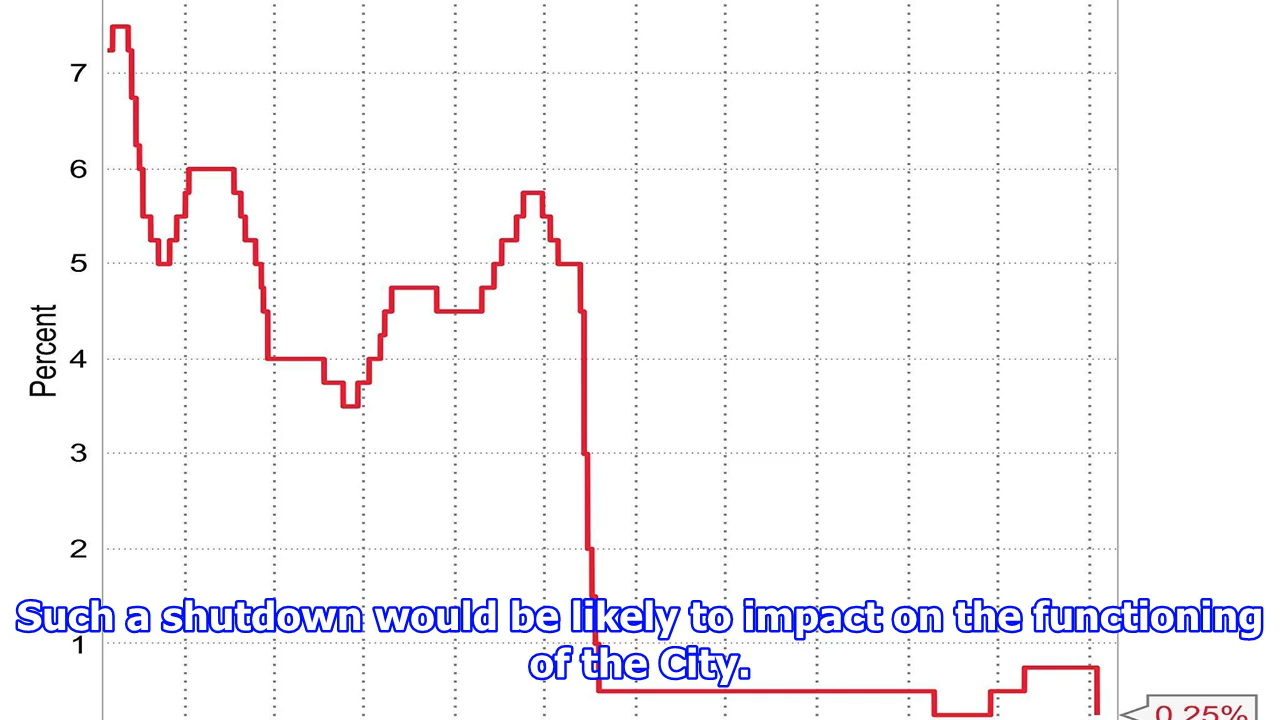 7
6
5
4
3
2
1
Percent
Such a shutdown would be likely to impact on the functioning
of the City.
0.25%